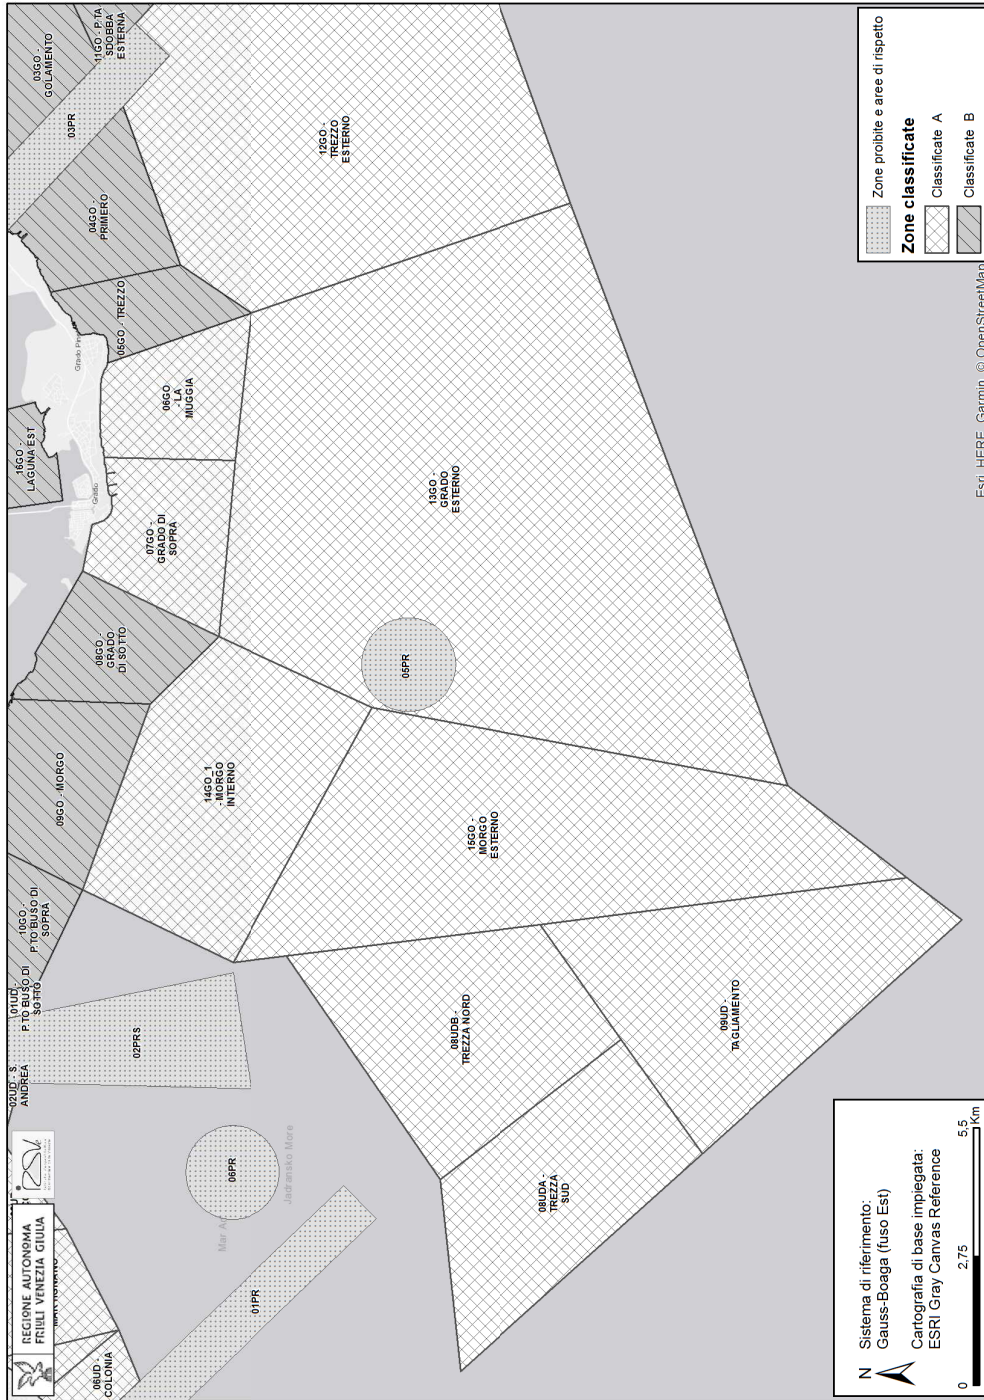 REGIONE AUTONOMA
FRIULI VENEZIA GIULIA
02UD - S.
ANDREA
01UD -
P.TO BUSO DI
SOTTO
10GO -
P.TO BUSO DI
SOPRA
09GO - MORGO
08GO -
GRADO
DI SOTTO
16GO -
LAGUNA EST
Grado
Grado Pineta
07GO -
GRADO DI
SOPRA
06GO
- LA
MUGGIA
05GO - TREZZO
04GO -
PRIMERO
03PR
03GO -
GOLAMENTO
11GO - P.TA
SDOBBA
ESTERNA
06UD -
COLONIA
01PR
06PR
02PRS
Jadransko More
14GO_1
- MORGO
INTERNO
12GO -
TREZZO
ESTERNO
05PR
13GO -
GRADO
ESTERNO
15GO -
MORGO
ESTERNO
08UDB -
TREZZA NORD
08UDA -
TREZZA
SUD
09UD -
TAGLIAMENTO
N
Sistema di riferimento:
Gauss-Boaga (fuso Est)
Cartografia di base impiegata:
ESRI Gray Canvas Reference
0 2,75 5,5
Km
Zone proibite e aree di rispetto
Zone classificate
Classificate A
Classificate B
Esri, HERE, Garmin, © OpenStreetMap